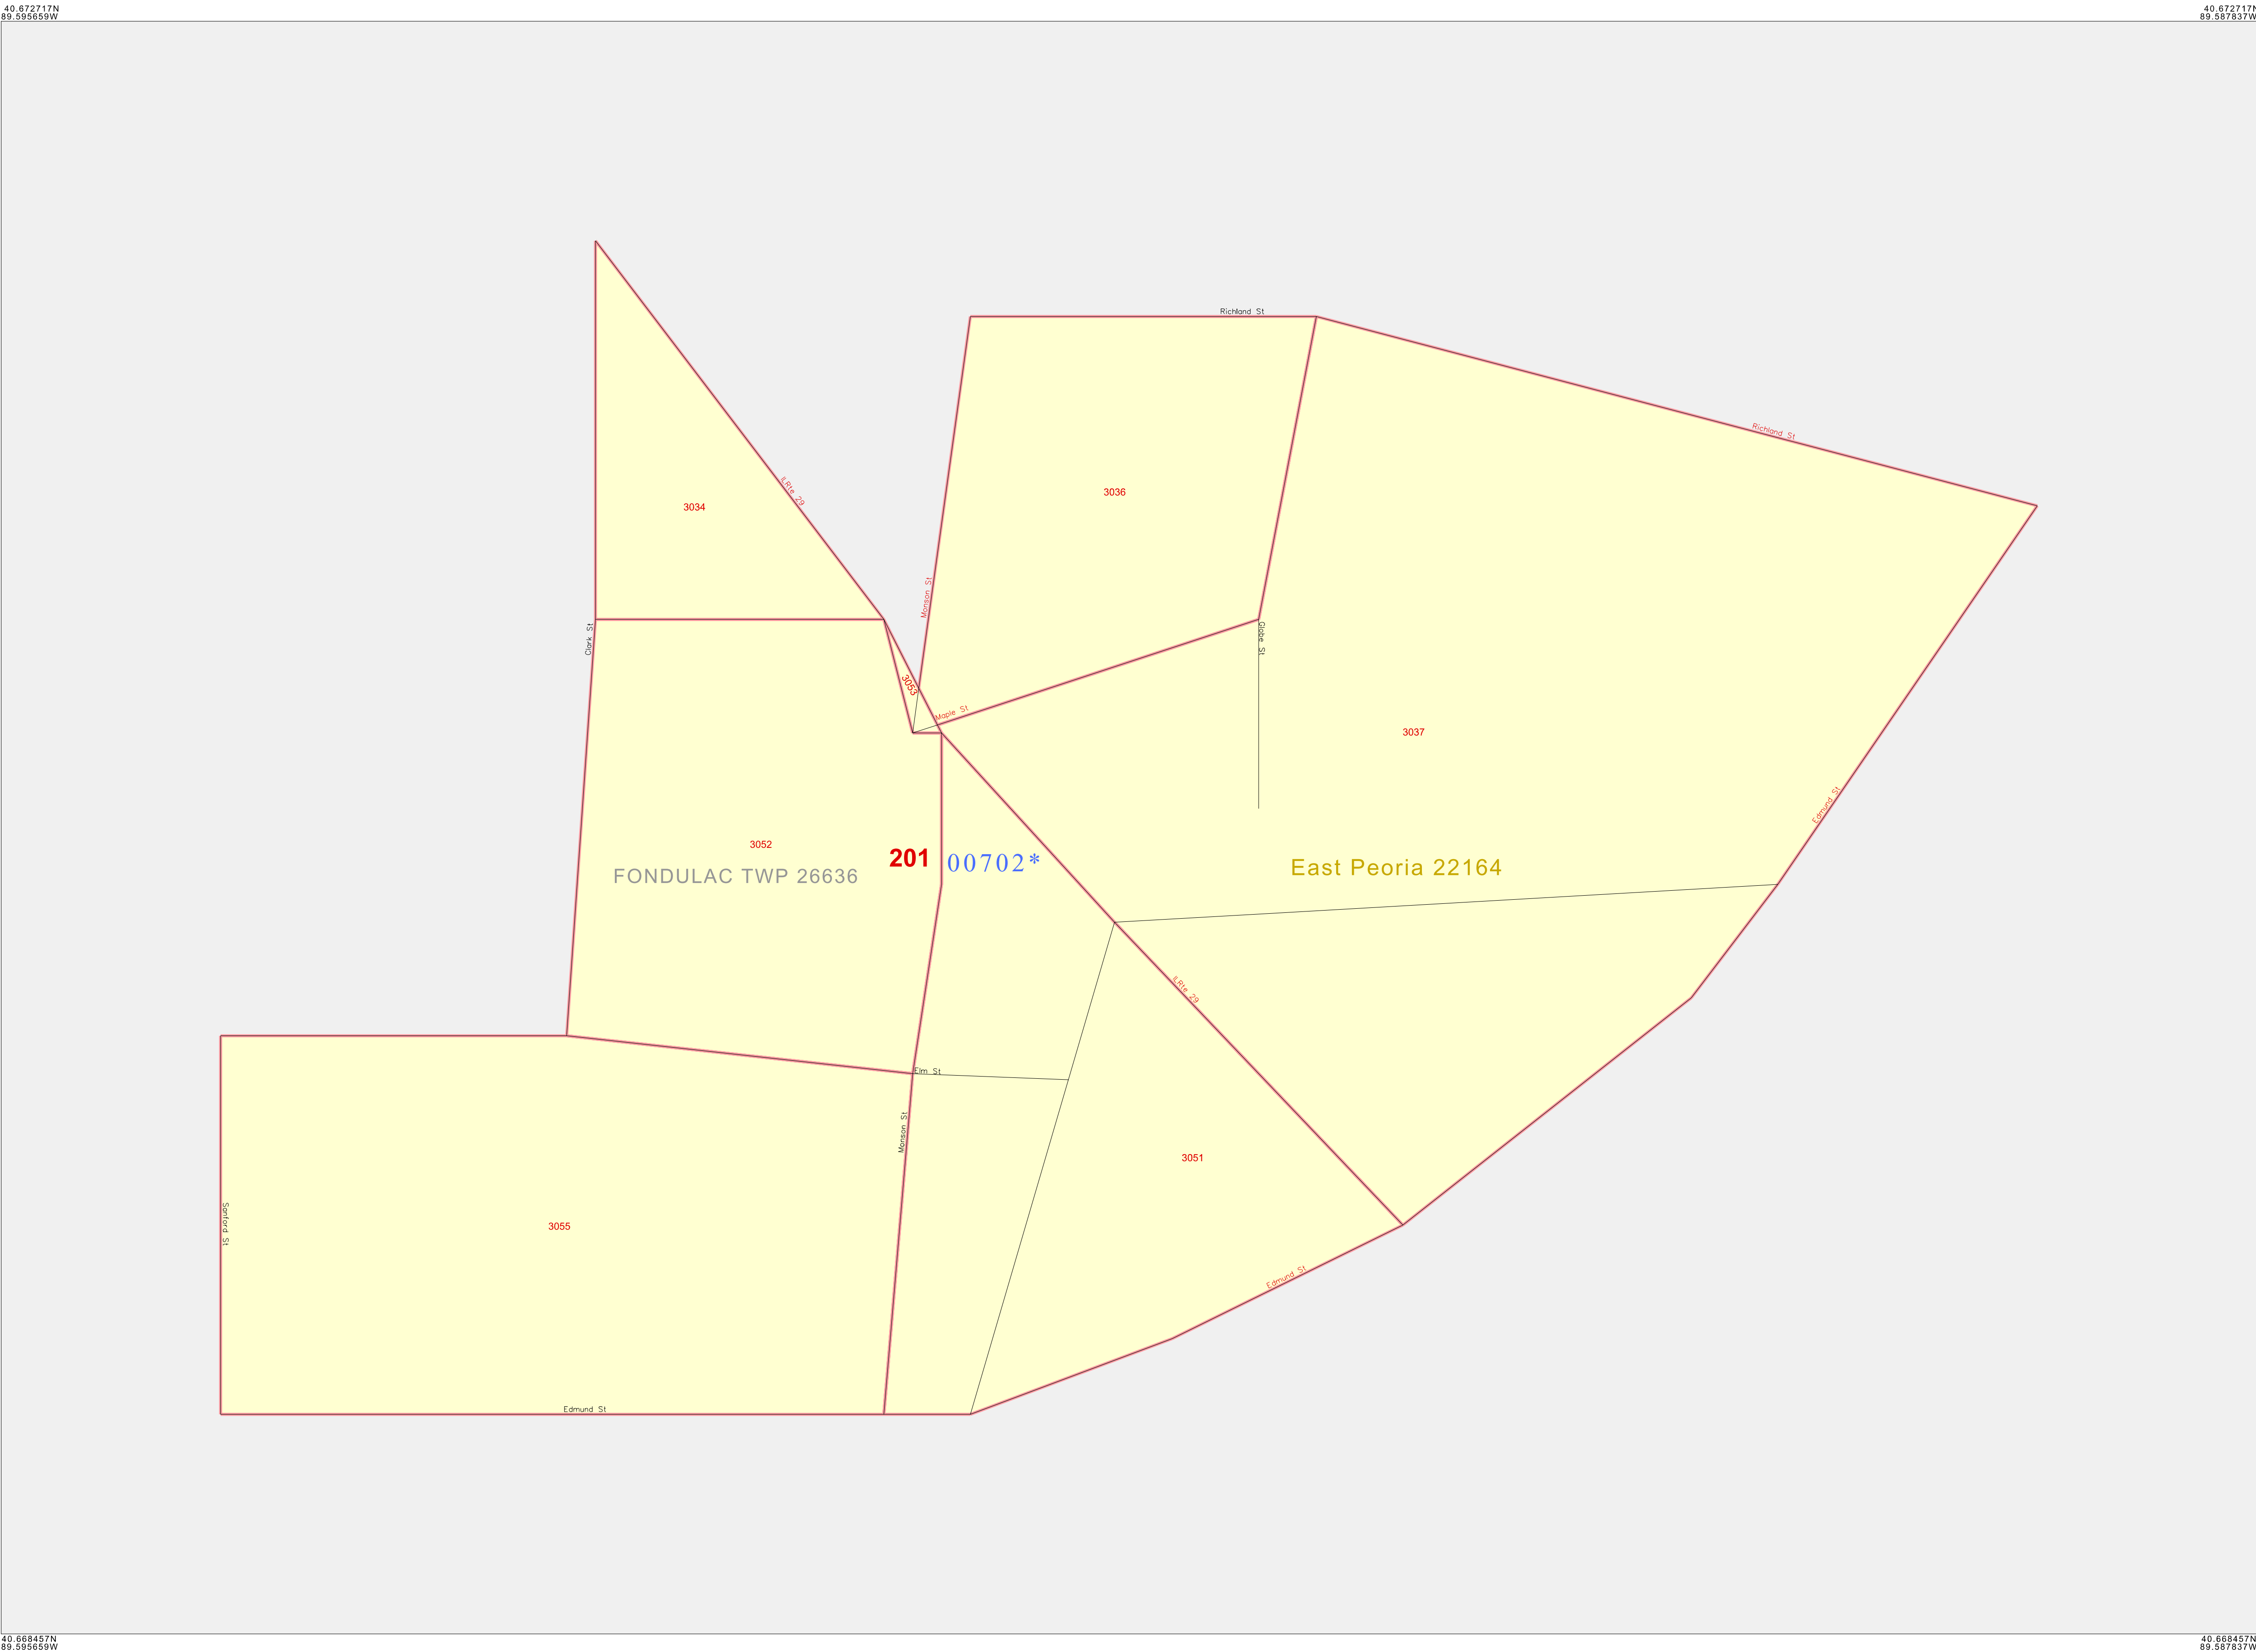 40.672717N
89.595659W
40.672717N
89.587837W
Richland St
Richland St
IL Rte 29
3036
3034
Monson St
Clark St
Globe St
3053
Maple St
3037
Edmund St
3052
201
00702*
East Peoria 22164
FONDULAC TWP 26636
IL Rte 29
Elm St
Monson St
3051
Sanford St
3055
Edmund St
Edmund St
40.668457N
89.595659W
40.668457N
89.587837W